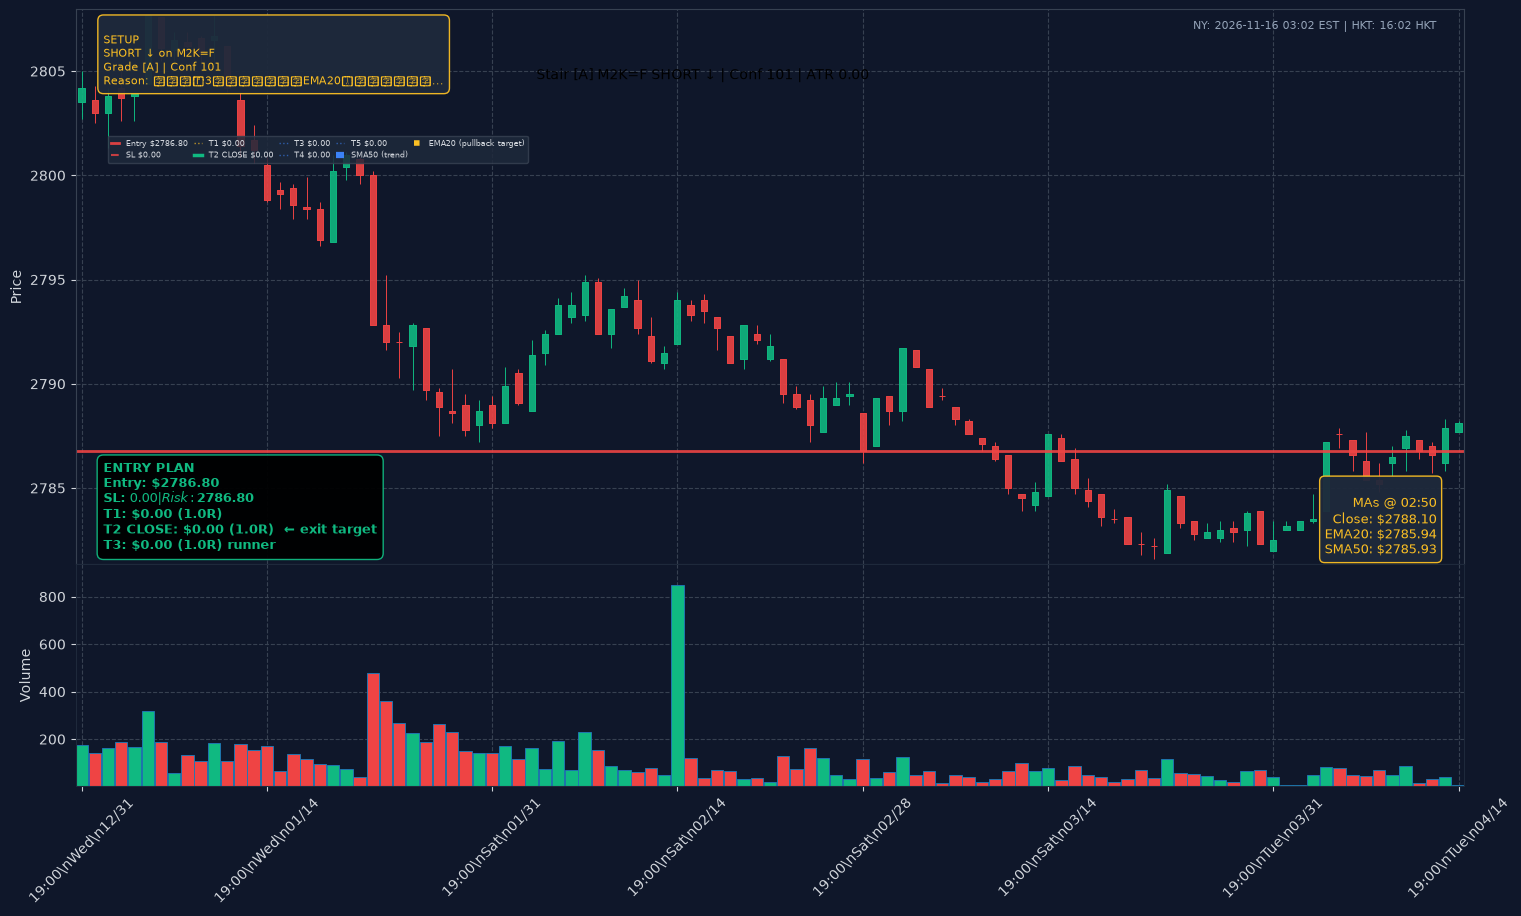 NY: 2026-11-16 03:02 EST | HKT: 16:02 HKT
SETUP
SHORT ↓ on M2K=F
Grade [A] | Conf 101
Reason: T3 EMA20 ...
Stair [A] M2K=F SHORT ↓ | Conf 101 | ATR 0.00
Entry $2786.80
SL $0.00
T1 $0.00
T2 CLOSE $0.00
T3 $0.00
T4 $0.00
T5 $0.00
SMA50 (trend)
EMA20 (pullback target)
Price
2805
2800
2795
2790
2785
ENTRY PLAN
Entry: $2786.80
SL: 0.00|Risk:2786.80
T1: $0.00 (1.0R)
T2 CLOSE: $0.00 (1.0R) ← exit target
T3: $0.00 (1.0R) runner
MAs @ 02:50
Close: $2788.10
EMA20: $2785.94
SMA50: $2785.93
Volume
800
600
400
200
19:00\nWed\n12/31
19:00\nWed\n01/14
19:00\nSat\n01/31
19:00\nSat\n02/14
19:00\nSat\n02/28
19:00\nSat\n03/14
19:00\nTue\n03/31
19:00\nTue\n04/14